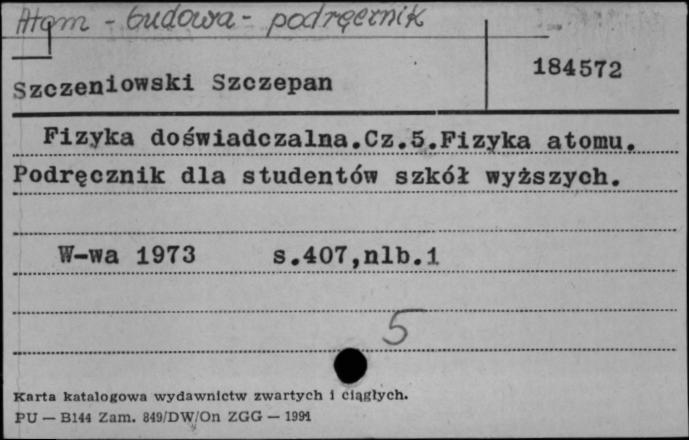 Atom - budowa - podręcznik
184572
Szczeniowski Szczepan
Fizyka doświadczalna.Cz.5.Fizyka atomu.
Podręcznik dla studentów szkół wyższych.
W-wa 1973 s.407,nlb.1
5
Karta katalogowa wydawnictw zwartych i ciągłych.
PU — B144 Zam. 849/DW/On ZGG — 1991